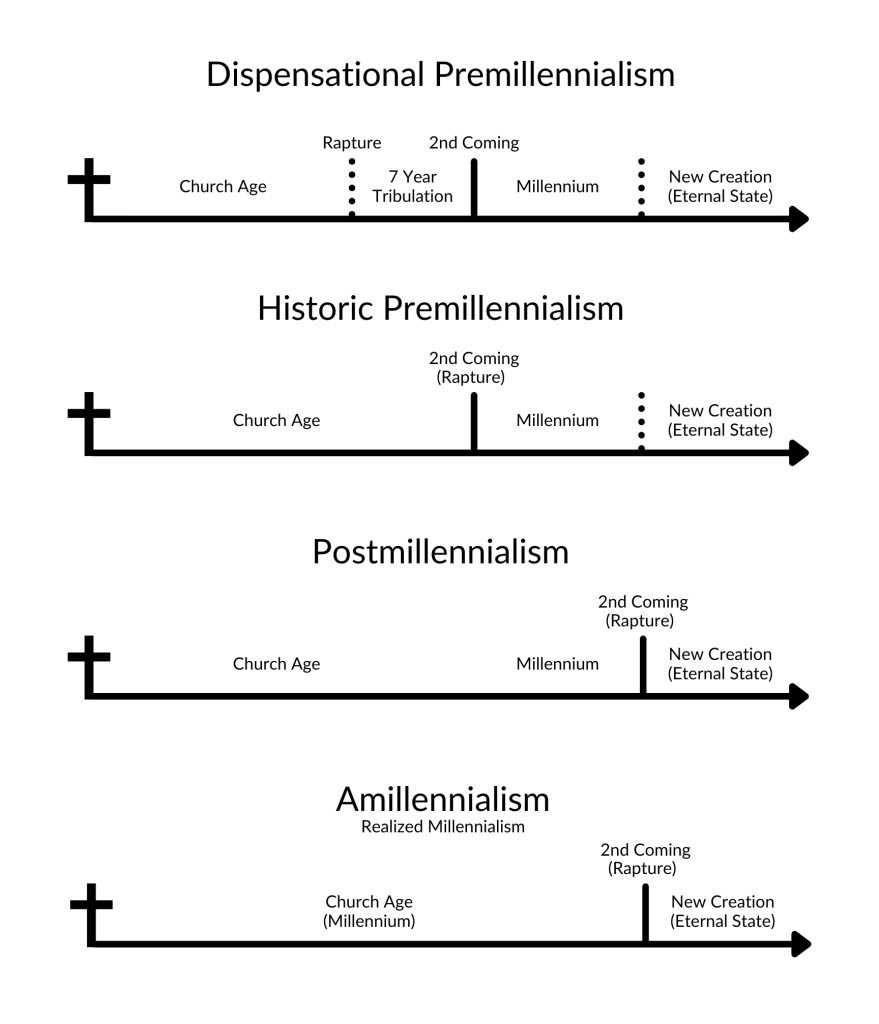 Dispensational Premillennialism
Rapture
2nd Coming
Church Age
7 Year
Tribulation
Millennium
New Creation
(Eternal State)
Historic Premillennialism
2nd Coming
(Rapture)
Church Age
Millennium
New Creation
(Eternal State)
Postmillennialism
2nd Coming
(Rapture)
Church Age
Millennium
New Creation
(Eternal State)
Amillennialism
Realized Millennialism
2nd Coming
(Rapture)
Church Age
(Millennium)
New Creation
(Eternal State)